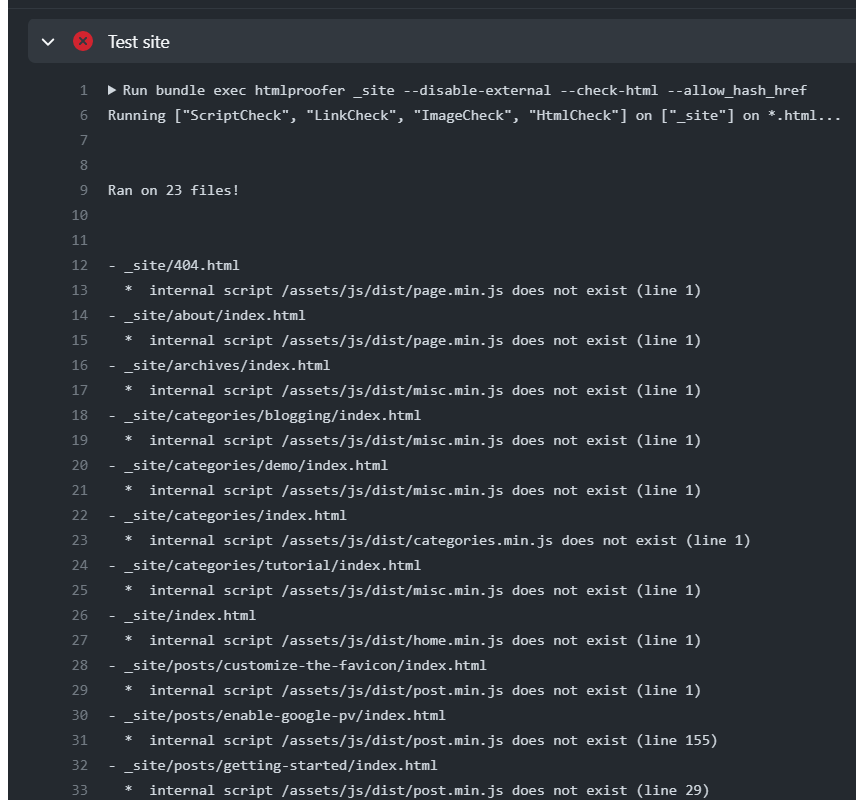 Test site
1 Run bundle exec htmlproofer _site --disable-external --check-html --allow_hash_href
6 Running ["ScriptCheck", "LinkCheck", "ImageCheck", "HtmlCheck"] on ["_site"] on *.html...
7
8
9 Ran on 23 files!
10
11
12 - _site/404.html
13 * internal script /assets/js/dist/page.min.js does not exist (line 1)
14 - _site/about/index.html
15 * internal script /assets/js/dist/page.min.js does not exist (line 1)
16 - _site/archives/index.html
17 * internal script /assets/js/dist/misc.min.js does not exist (line 1)
18 - _site/categories/blogging/index.html
19 * internal script /assets/js/dist/misc.min.js does not exist (line 1)
20 - _site/categories/demo/index.html
21 * internal script /assets/js/dist/misc.min.js does not exist (line 1)
22 - _site/categories/index.html
23 * internal script /assets/js/dist/categories.min.js does not exist (line 1)
24 - _site/categories/tutorial/index.html
25 * internal script /assets/js/dist/misc.min.js does not exist (line 1)
26 - _site/index.html
27 * internal script /assets/js/dist/home.min.js does not exist (line 1)
28 - _site/posts/customize-the-favicon/index.html
29 * internal script /assets/js/dist/post.min.js does not exist (line 1)
30 - _site/posts/enable-google-pv/index.html
31 * internal script /assets/js/dist/post.min.js does not exist (line 155)
32 - _site/posts/getting-started/index.html
33 * internal script /assets/js/dist/post.min.js does not exist (line 29)